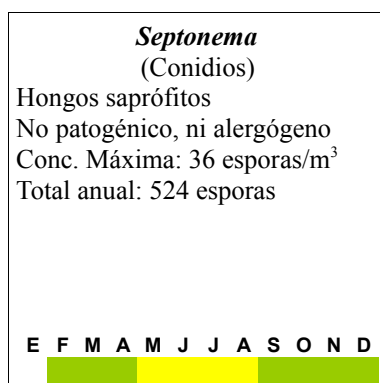 Septonema
(Conidios)
Hongos saprófitos
No patogénico, ni alergógeno
Conc. Máxima: 36 esporas/m³
Total anual: 524 esporas
E F M A M J J A S O N D